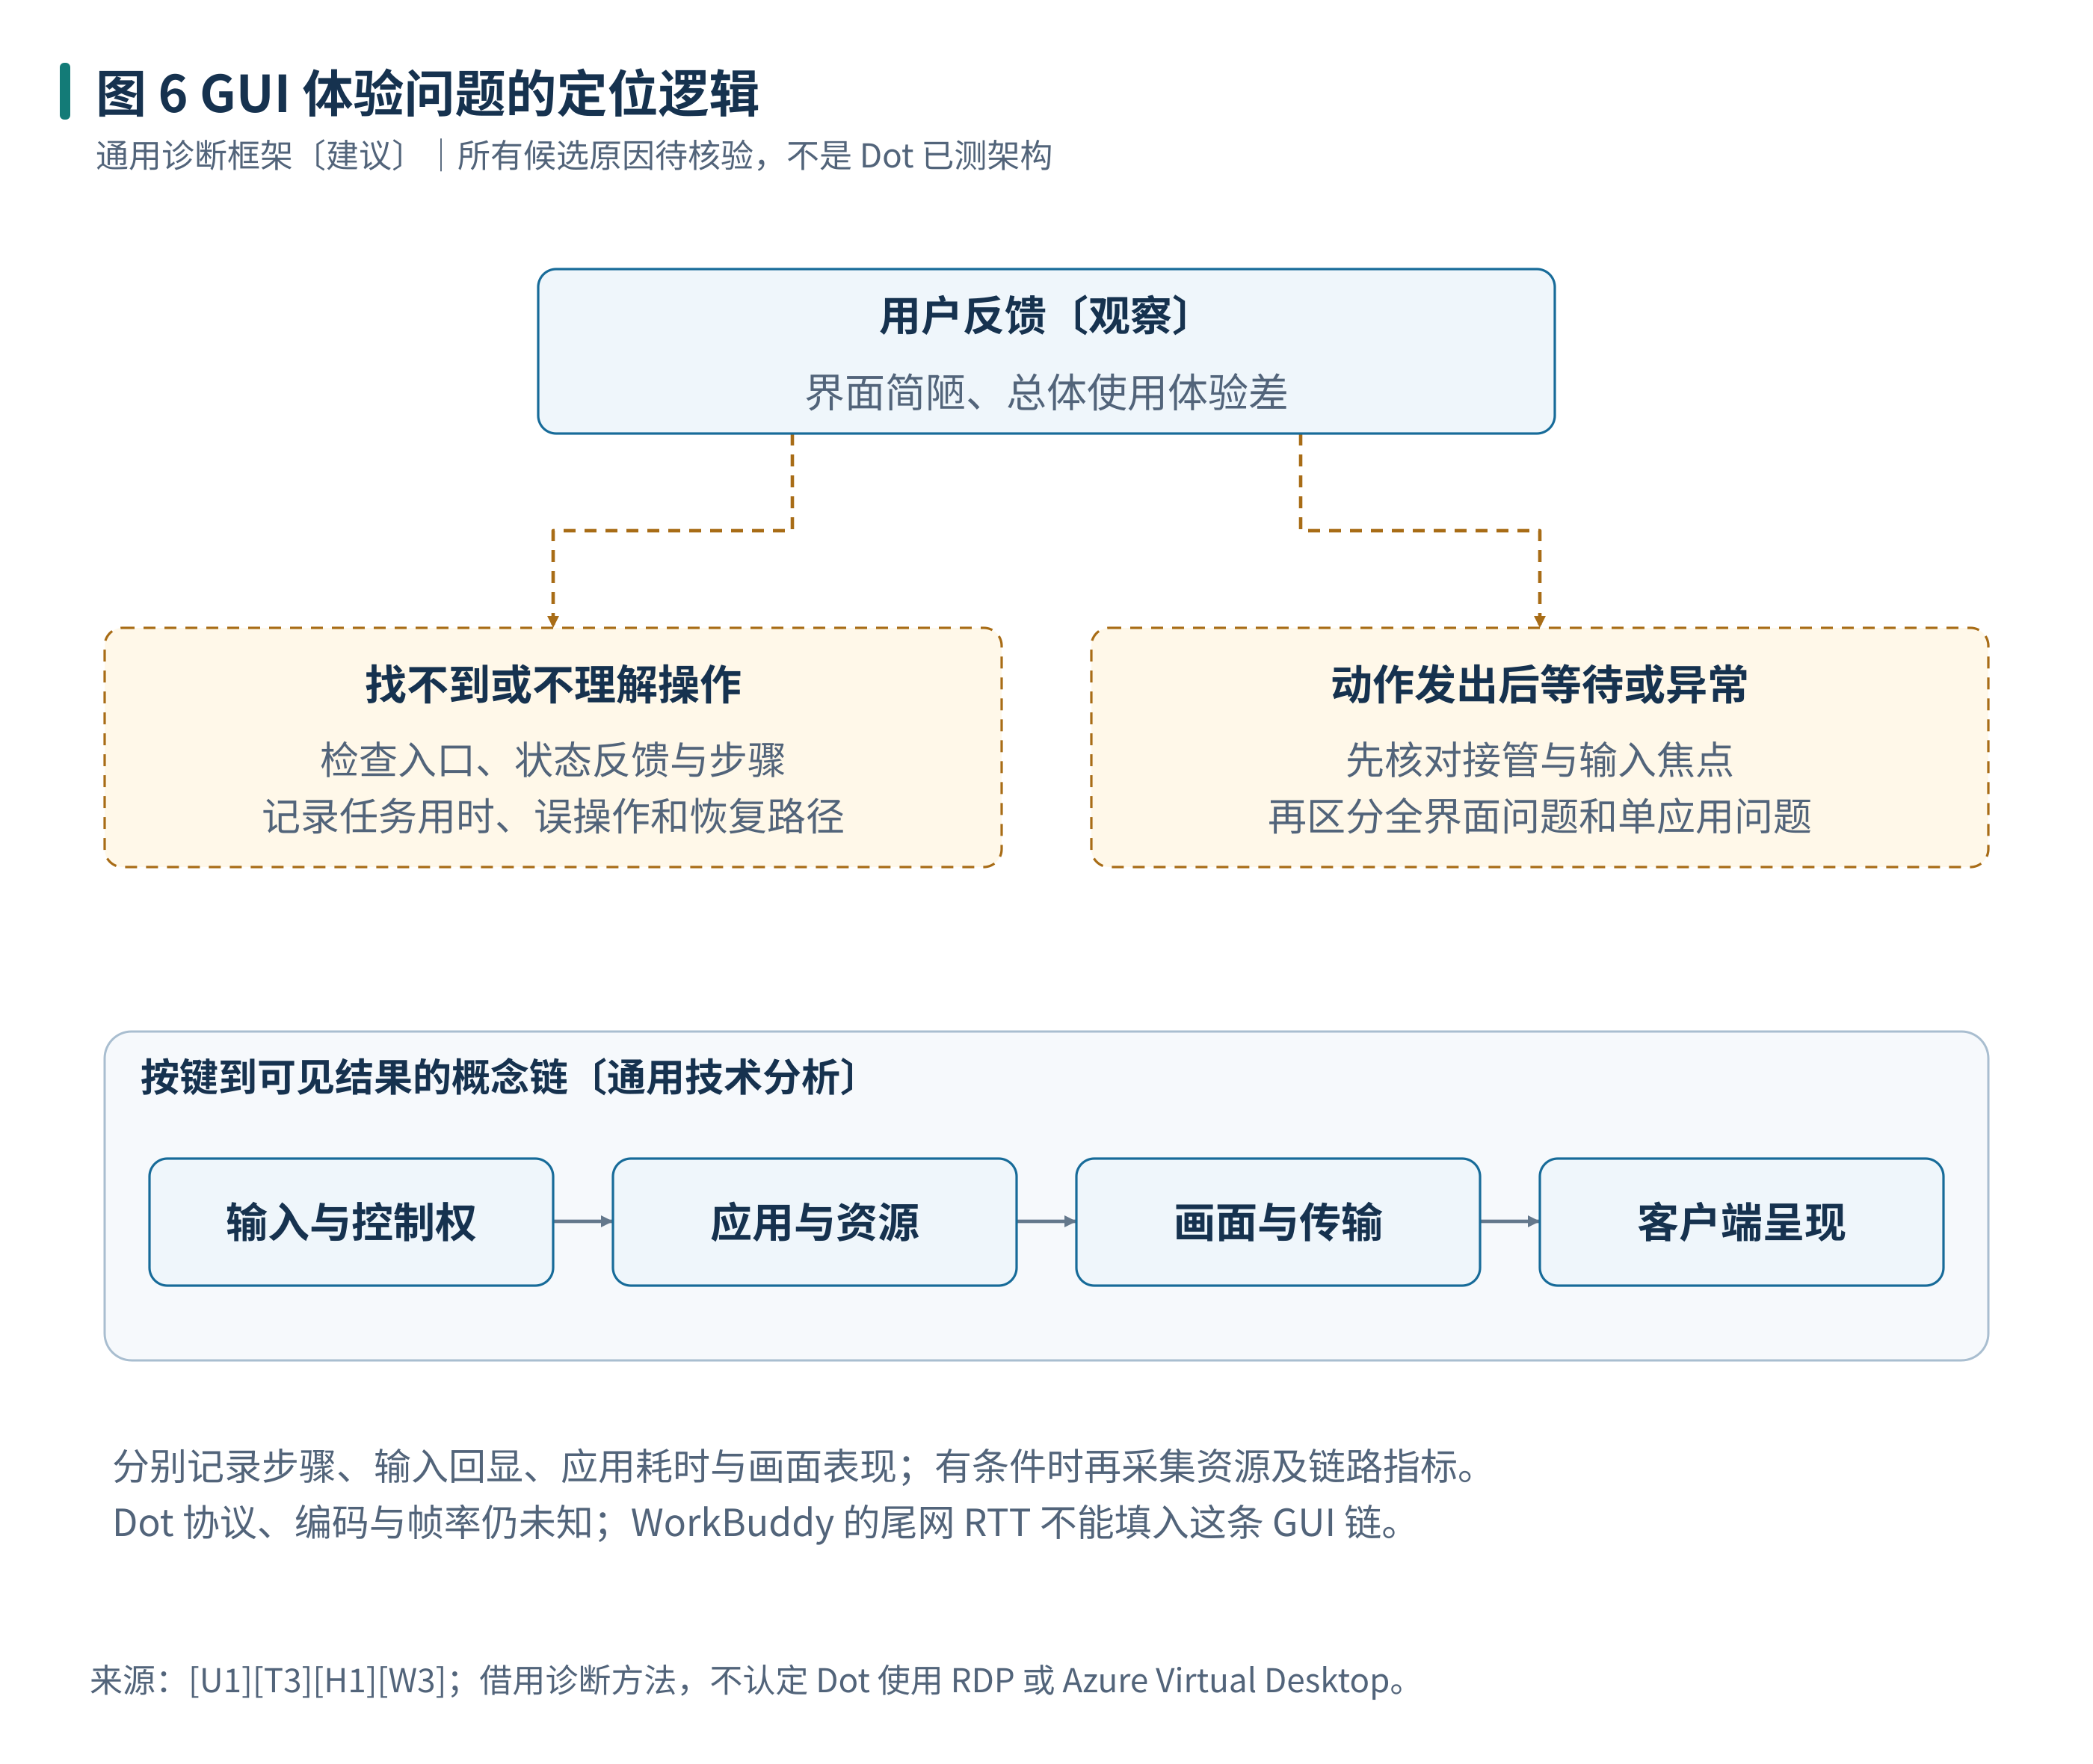 图 6 GUI 体验问题的定位逻辑
通用诊断框架〔建议〕｜所有候选原因待核验，不是 Dot 已测架构
用户反馈〔观察〕
界面简陋、总体使用体验差
找不到或不理解操作
检查入口、状态反馈与步骤
记录任务用时、误操作和恢复路径
动作发出后等待或异常
先核对接管与输入焦点
再区分全界面问题和单应用问题
按键到可见结果的概念链〔通用技术分析〕
输入与控制权
应用与资源
画面与传输
客户端呈现
分别记录步骤、输入回显、应用耗时与画面表现；有条件时再采集资源及链路指标。
Dot 协议、编码与帧率仍未知；WorkBuddy 的尾网 RTT 不能填入这条 GUI 链。
来源：[U1][T3][H1][W3]；借用诊断方法，不认定 Dot 使用 RDP 或 Azure Virtual Desktop。